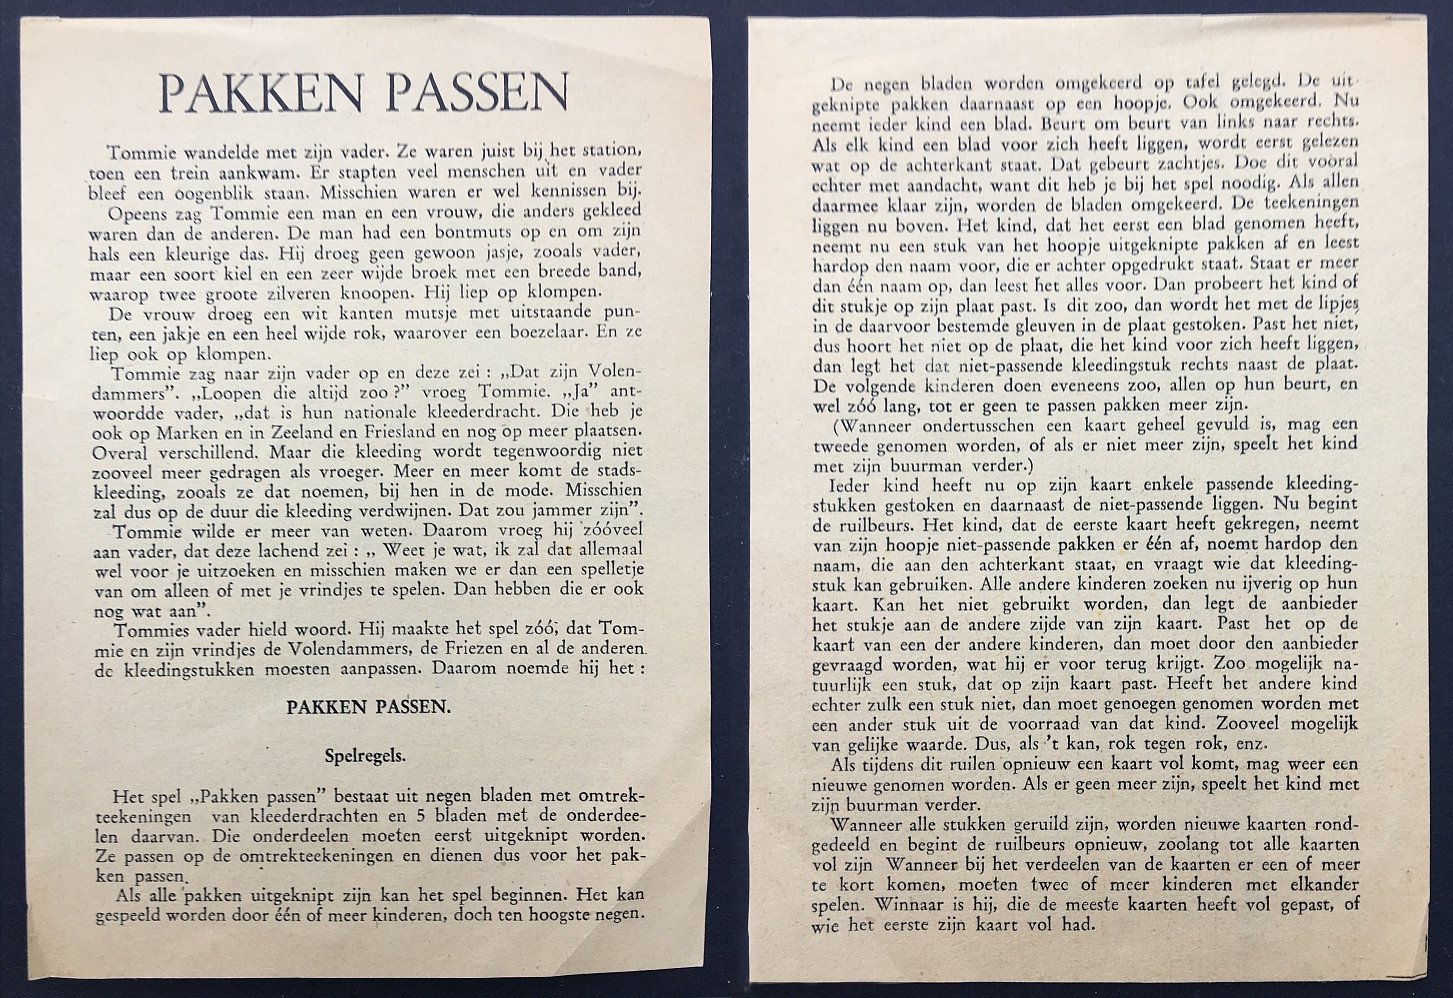 PAKKEN PASSEN
Tommie wandelde met zijn vader. Ze waren juist bij het station,
toen een trein aankwam. Er stapten veel menschen uit en vader
bleef een oogenblik staan. Misschien waren er wel kennissen bij.
Opeens zag Tommie een man en een vrouw, die anders gekleed
waren dan de anderen. De man had een bontmuts op en om zijn
hals een kleurige das. Hij droeg geen gewoon jasje, zooals vader,
maar een soort kiel en een zeer wijde broek met een breede band,
waarop twee groote zilveren knoopen. Hij liep op klompen.
De vrouw droeg een wit kanten mutsje met uitstaande pun-
ten, een jakje en een heel wijde rok, waarover een boezelaar. En ze
liep ook op klompen.
Tommie zag naar zijn vader op en deze zei : „Dat zijn Volen-
dammers”. „Loopen die altijd zoo ?” vroeg Tommie. „Ja” ant-
woordde vader, „dat is hun nationale kleederdracht. Die heb je
ook op Marken en in Zeeland en Friesland en nog op meer plaatsen.
Overal verschillend. Maar die kleeding wordt tegenwoordig niet
zooveel meer gedragen als vroeger. Meer en meer komt de stads-
kleeding, zooals ze dat noemen, bij hen in de mode. Misschien
zal dus op de duur die kleeding verdwijnen. Dat zou jammer zijn”.
Tommie wilde er meer van weten. Daarom vroeg hij zóóveel
aan vader, dat deze lachend zei : „ Weet je wat, ik zal dat allemaal
wel voor je uitzoeken en misschien maken we er dan een spelletje
van om alleen of met je vrindjes te spelen. Dan hebben die er ook
nog wat aan”.
Tommies vader hield woord. Hij maakte het spel zóó, dat Tom-
mie en zijn vrindjes de Volendammers, de Friezen en al de anderen
de kleedingstukken moesten aanpassen. Daarom noemde hij het :
PAKKEN PASSEN.
Spelregels.
Het spel „Pakken passen” bestaat uit negen bladen met omtrek-
teekeningen van kleederdrachten en 5 bladen met de onderdee-
len daarvan. Die onderdeelen moeten eerst uitgeknipt worden.
Ze passen op de omtrekteekeningen en dienen dus voor het pak-
ken passen.
Als alle pakken uitgeknipt zijn kan het spel beginnen. Het kan
gespeeld worden door één of meer kinderen, doch ten hoogste negen.
De negen bladen worden omgekeerd op tafel gelegd. De uit-
geknipte pakken daarnaast op een hoopje. Ook omgekeerd. Nu
neemt ieder kind een blad. Beurt om beurt van links naar rechts.
Als elk kind een blad voor zich heeft liggen, wordt eerst gelezen
wat op de achterkant staat. Dat gebeurt zachtjes. Doe dit vooral
echter met aandacht, want dit heb je bij het spel noodig. Als allen
daarmee klaar zijn, worden de bladen omgekeerd. De teekeningen
liggen nu boven. Het kind, dat het eerst een blad genomen heeft,
neemt nu een stuk van het hoopje uitgeknipte pakken af en leest
hardop den naam voor, die er achter opgedrukt staat. Staat er meer
dan één naam op, dan leest het alles voor. Dan probeert het kind of
dit stukje op zijn plaat past. Is dit zoo, dan wordt het met de lipjes
in de daarvoor bestemde gleuven in de plaat gestoken. Past het niet,
dus hoort het niet op de plaat, die het kind voor zich heeft liggen,
dan legt het dat niet-passende kleedingstuk rechts naast de plaat.
De volgende kinderen doen eveneens zoo, allen op hun beurt, en
wel zóó lang, tot er geen te passen pakken meer zijn.
(Wanneer ondertusschen een kaart geheel gevuld is, mag een
tweede genomen worden, of als er niet meer zijn, speelt het kind
met zijn buurman verder.)
Ieder kind heeft nu op zijn kaart enkele passende kleeding-
stukken gestoken en daarnaast de niet-passende liggen. Nu begint
de ruilbeurs. Het kind, dat de eerste kaart heeft gekregen, neemt
van zijn hoopje niet-passende pakken er één af, noemt hardop den
naam, die aan den achterkant staat, en vraagt wie dat kleeding-
stuk kan gebruiken. Alle andere kinderen zoeken nu ijverig op hun
kaart. Kan het niet gebruikt worden, dan legt de aanbieder
het stukje aan de andere zijde van zijn kaart. Past het op de
kaart van een der andere kinderen, dan moet door den aanbieder
gevraagd worden, wat hij er voor terug krijgt. Zoo mogelijk na-
tuurlijk een stuk, dat op zijn kaart past. Heeft het andere kind
echter zulk een stuk niet, dan moet genoegen genomen worden met
een ander stuk uit de voorraad van dat kind. Zooveel mogelijk
van gelijke waarde. Dus, als 't kan, rok tegen rok, enz.
Als tijdens dit ruilen opnieuw een kaart vol komt, mag weer een
nieuwe genomen worden. Als er geen meer zijn, speelt het kind met
zijn buurman verder.
Wanneer alle stukken geruild zijn, worden nieuwe kaarten rond-
gedeeld en begint de ruilbeurs opnieuw, zoolang tot alle kaarten
vol zijn Wanneer bij het verdeelen van de kaarten er een of meer
te kort komen, moeten twee of meer kinderen met elkander
spelen. Winnaar is hij, die de meeste kaarten heeft vol gepast, of
wie het eerste zijn kaart vol had.